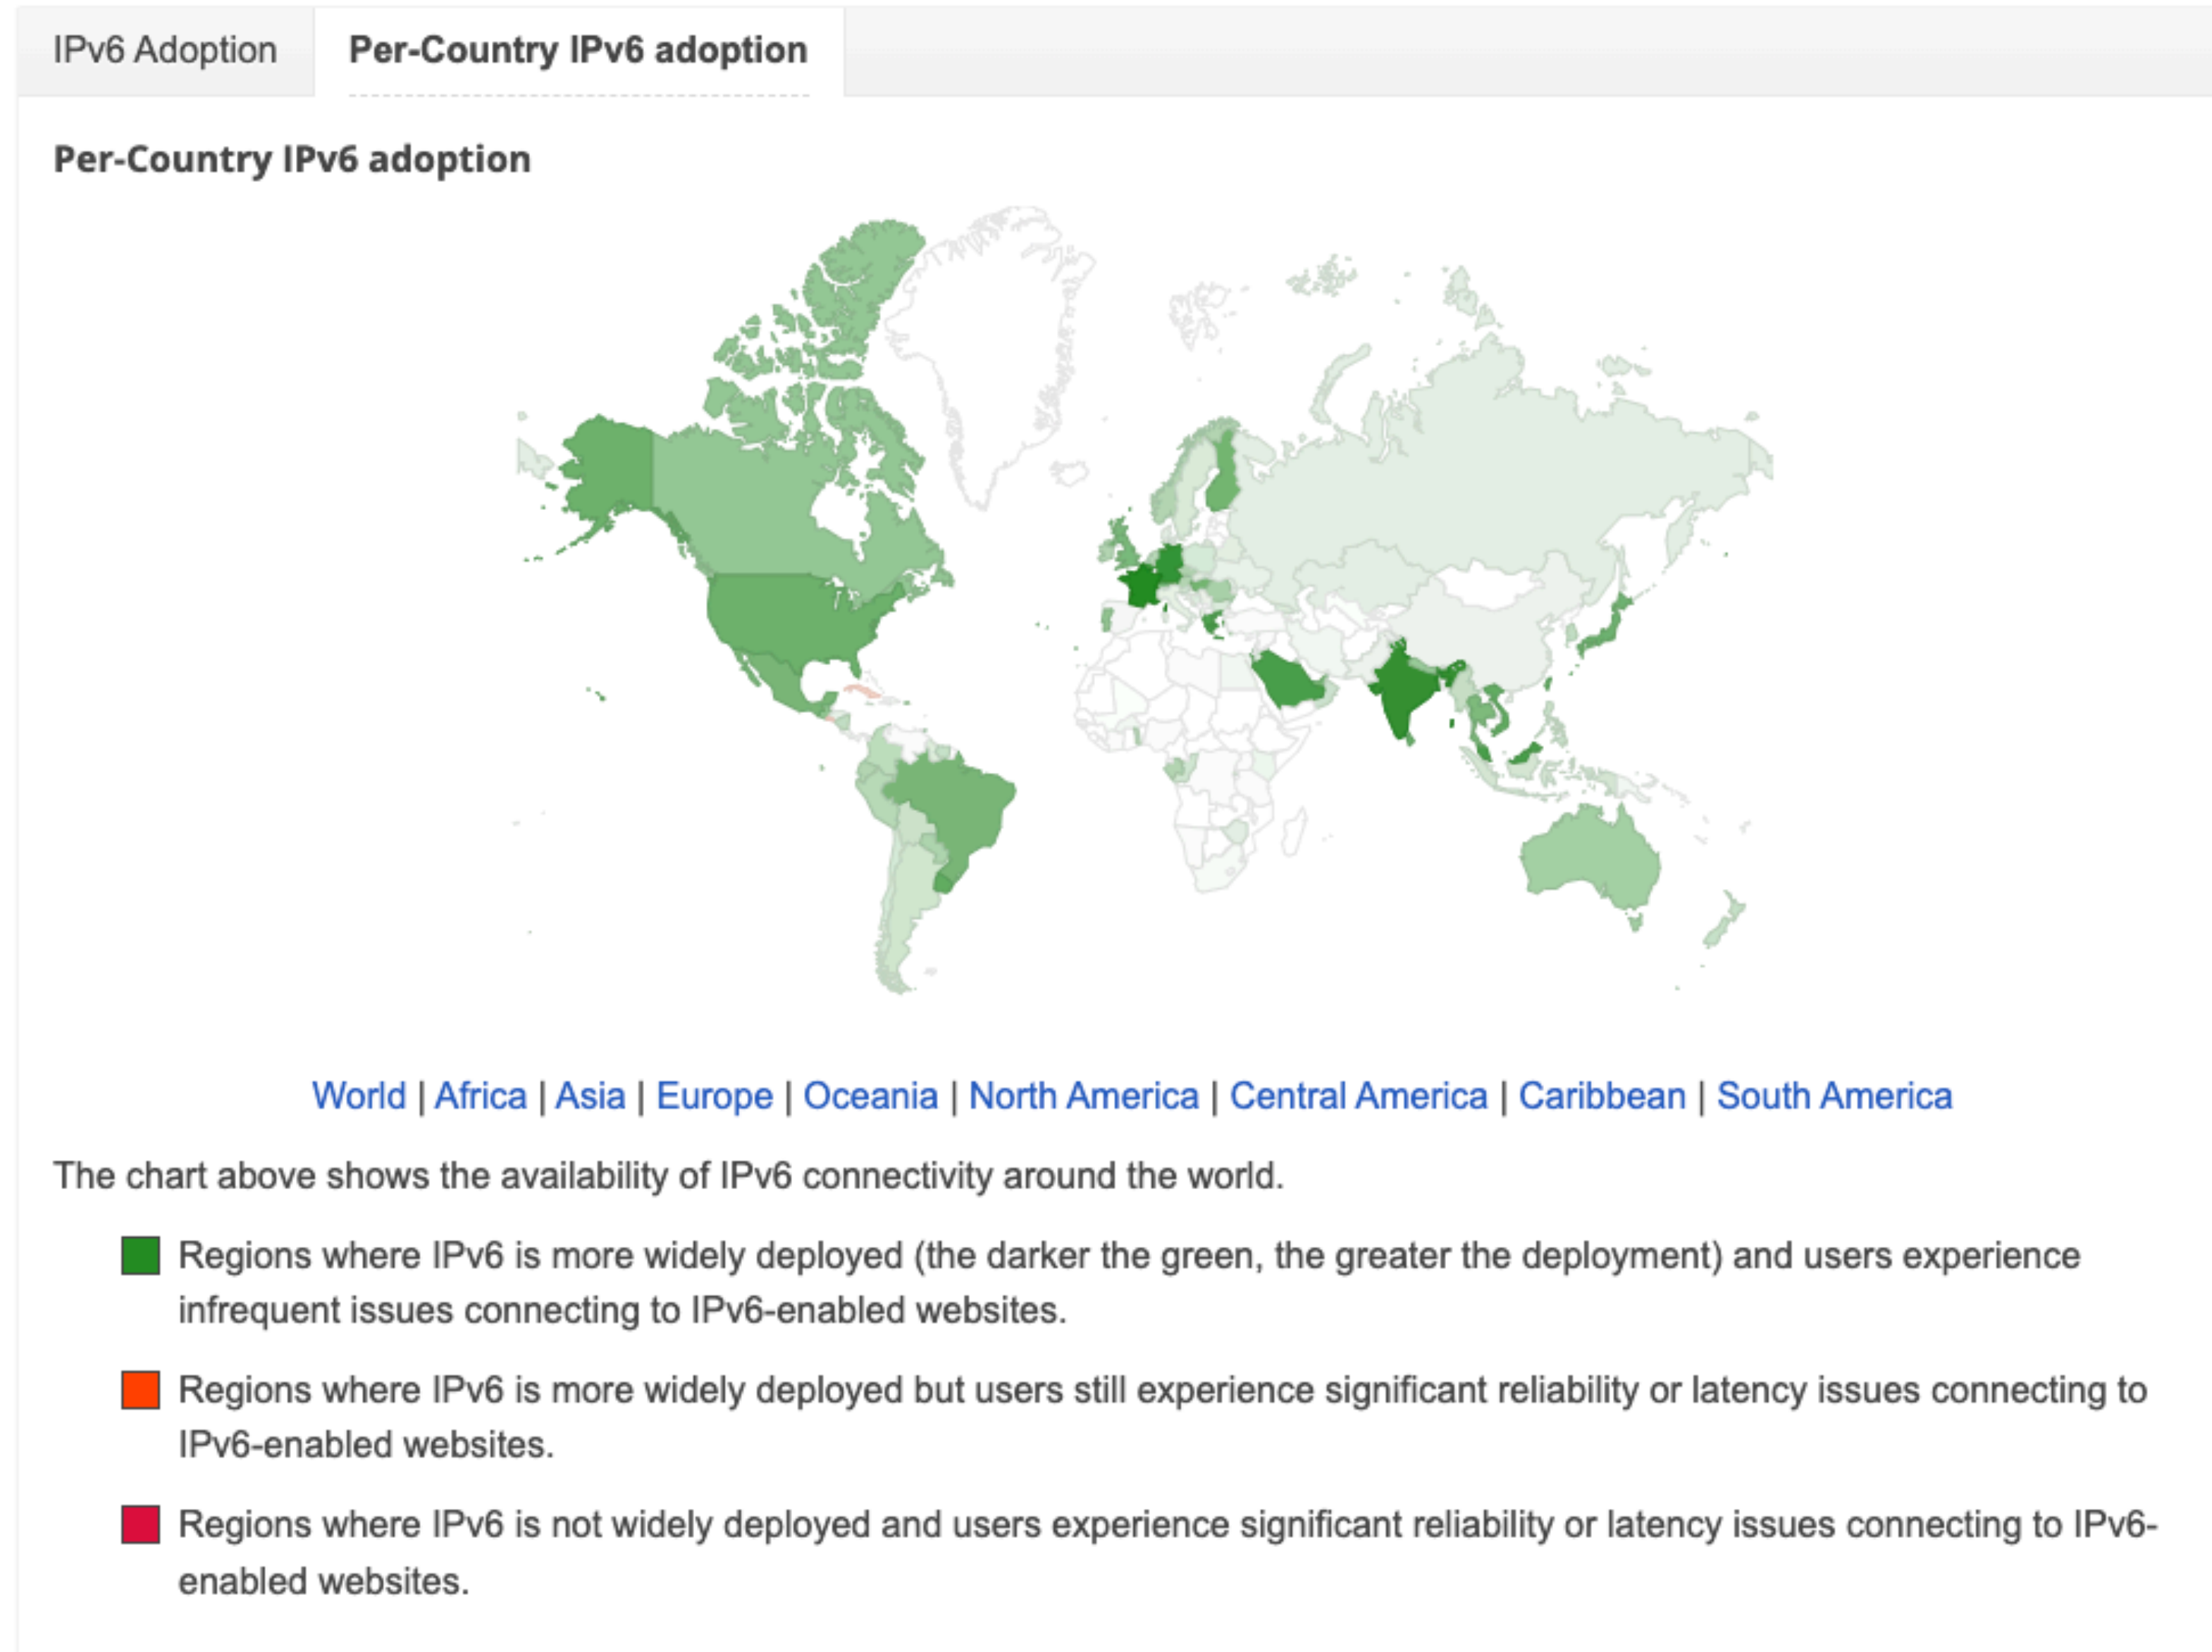 IPv6 Adoption
Per-Country IPv6 adoption
Per-Country IPv6 adoption
World | Africa | Asia | Europe | Oceania | North America | Central America | Caribbean | South America
The chart above shows the availability of IPv6 connectivity around the world.
Regions where IPv6 is more widely deployed (the darker the green, the greater the deployment) and users experience
infrequent issues connecting to IPv6-enabled websites.
Regions where IPv6 is more widely deployed but users still experience significant reliability or latency issues connecting to
IPv6-enabled websites.
Regions where IPv6 is not widely deployed and users experience significant reliability or latency issues connecting to IPv6-
enabled websites.